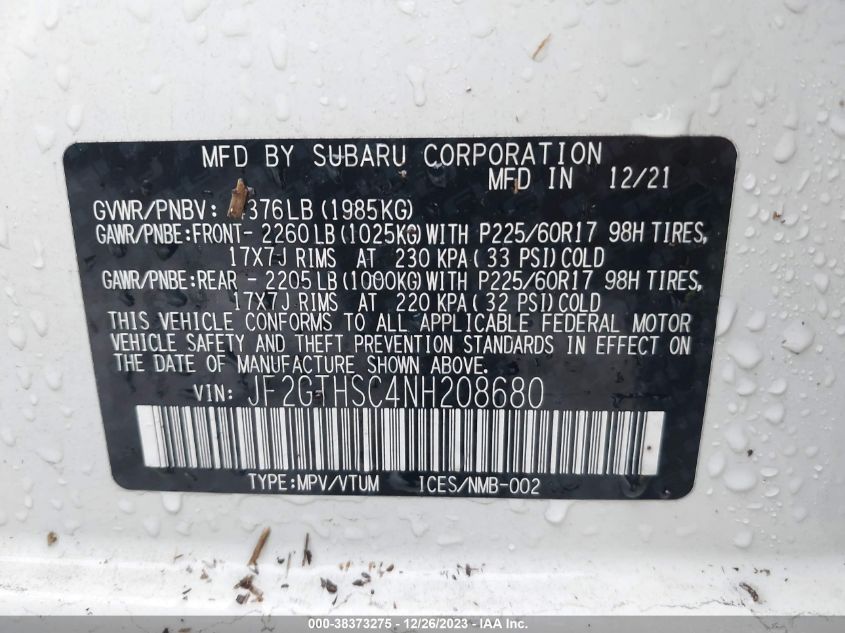 MFD BY SUBARU CORPORATION
MFD IN 12/21
GVWR/PNBV: 4376LB (1985KG)
GAWR/PNBE:FRONT- 2260 LB (1025KG) WITH P225/60R17 98H TIRES,
17X7J RIMS AT 230 KPA ( 33 PSI) COLD
GAWR/PNBE:REAR - 2205 LB (1000KG) WITH P225/60R17 98H TIRES,
17X7J RIMS AT 220 KPA ( 32 PSI) COLD
THIS VEHICLE CONFORMS TO ALL APPLICABLE FEDERAL MOTOR
VEHICLE SAFETY AND THEFT PREVENTION STANDARDS IN EFFECT ON
THE DATE OF MANUFACTURE SHOWN ABOVE.
VIN: JF2GTHSC4NH208680
TYPE:MPV/VTUM ICES/NMB-002
000-38373275 - 12/26/2023 - IAA, Inc.